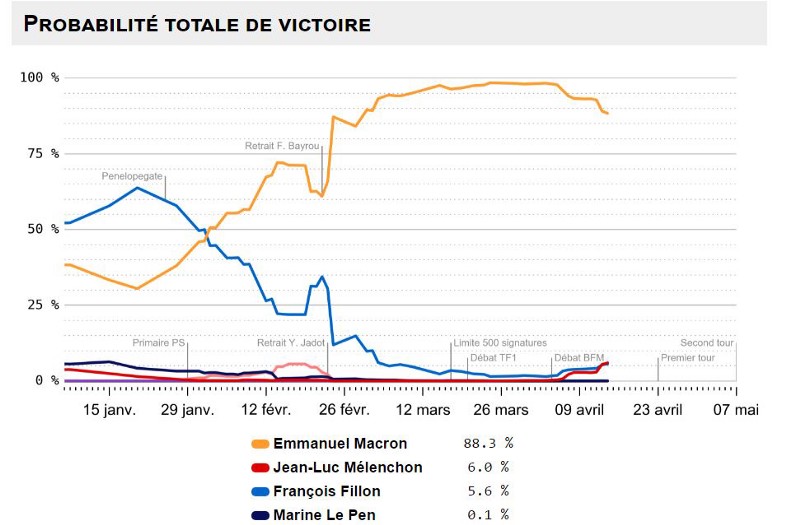 PROBABILITÉ TOTALE DE VICTOIRE
100 %
75 %
50 %
25 %
0 %
Penelopegate
Retrait F. Bayrou
Primaire PS
Retrait Y. Jadot
Limite 500 signatures
Débat TF1
Débat BFM
Second tour
Premier tour
15 janv. 29 janv. 12 févr. 26 févr. 12 mars 26 mars 09 avril 23 avril 07 mai
Emmanuel Macron 88.3 %
Jean-Luc Mélenchon 6.0 %
François Fillon 5.6 %
Marine Le Pen 0.1 %